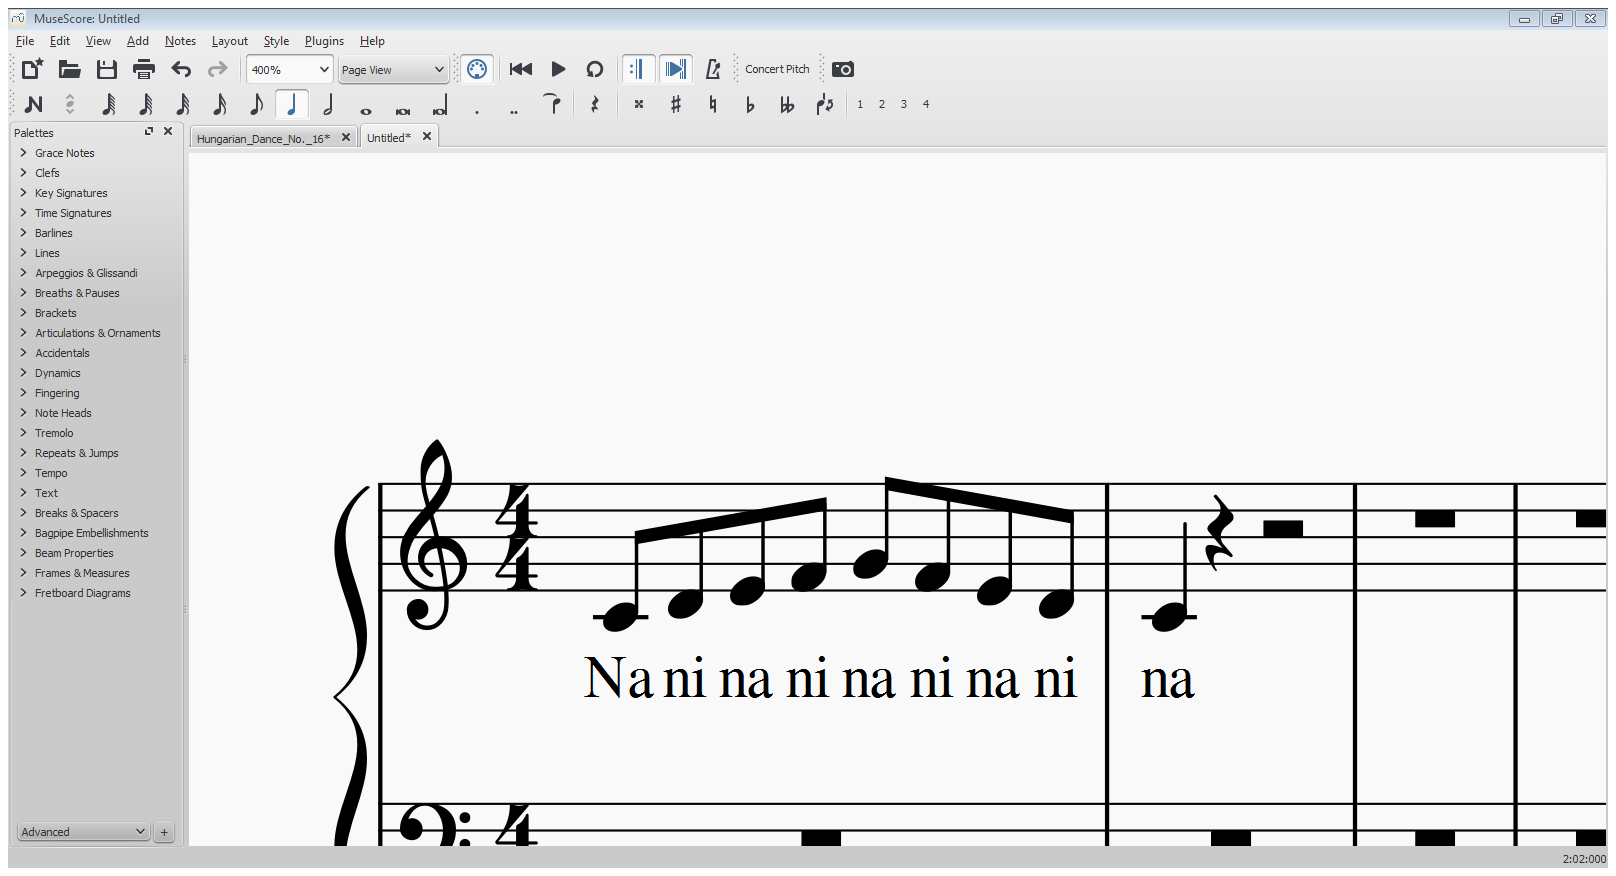 MuseScore: Untitled
File Edit View Add Notes Layout Style Plugins Help
400% Page View Concert Pitch
1 2 3 4
Palettes
Hungarian_Dance_No._16* Untitled*
Grace Notes
Clefs
Key Signatures
Time Signatures
Barlines
Lines
Arpeggios & Glissandi
Breaths & Pauses
Brackets
Articulations & Ornaments
Accidentals
Dynamics
Fingering
Note Heads
Tremolo
Repeats & Jumps
Tempo
Text
Breaks & Spacers
Bagpipe Embellishments
Beam Properties
Frames & Measures
Fretboard Diagrams
4
4
Na ni na ni na ni na ni na
4
Advanced +
2:02:000